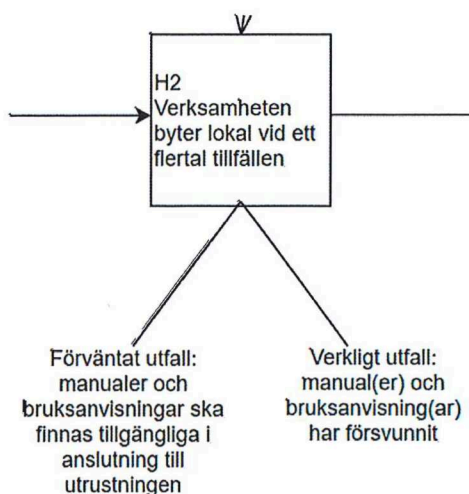 H2
Verksamheten
byter lokal vid ett
flertal tillfällen
Förväntat utfall:
manualer och
bruksanvisningar ska
finnas tillgängliga i
anslutning till
utrustningen
Verkligt utfall:
manual(er) och
bruksanvisning(ar)
har försvunnit